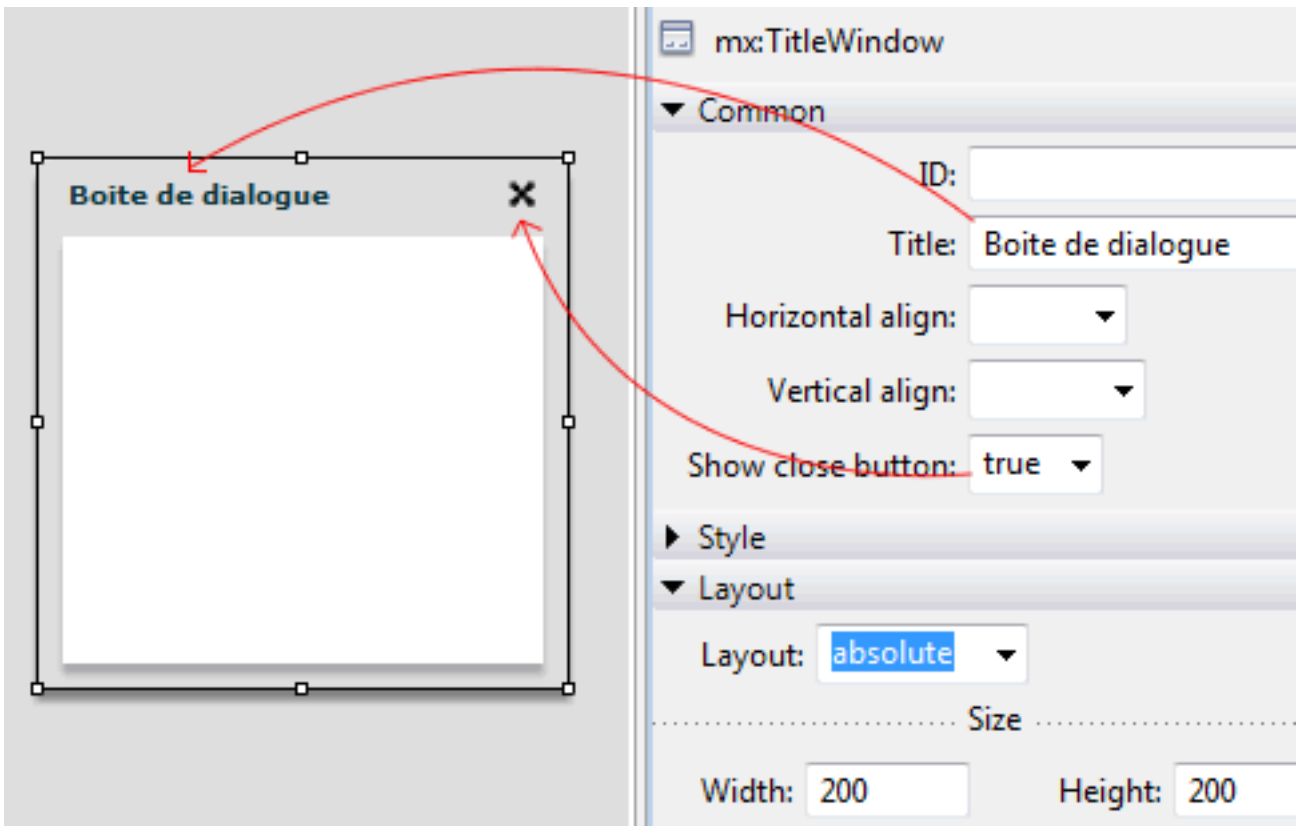 mx:TitleWindow
Common
Boite de dialogue
ID:
Title: Boite de dialogue
Horizontal align:
Vertical align:
Show close button: true
Style
Layout
Layout: absolute
Size
Width: 200 Height: 200